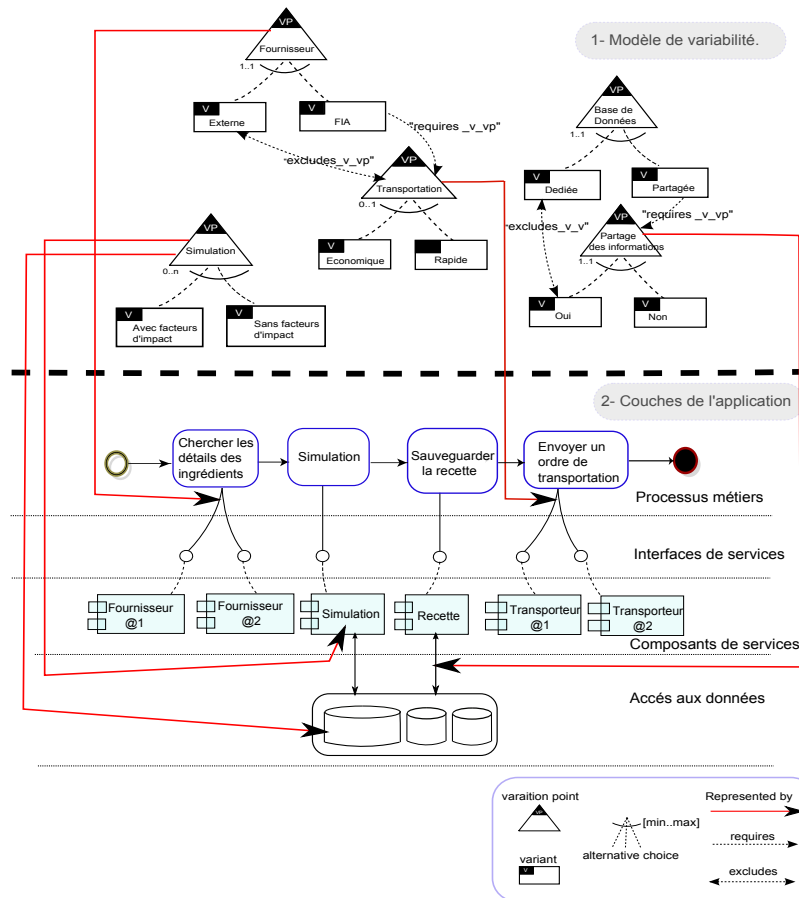 1- Modèle de variabilité.
VP
Fournisseur
1..1
V
Externe
V
FIA
"requires _v_vp"
excludes_v_vp"
VP
Transportation
0..1
V
Economique
Rapide
VP
Simulation
0..n
V
Avec facteurs
d'impact
V
Sans facteurs
d'impact
VP
Base de
Données
1..1
V
Dediée
V
Partagée
"requires _v_vp"
excludes_v_v"
VP
Partage
des informations
1..1
V
Oui
V
Non
2- Couches de l'application
Chercher les
détails des
ingrédients
Simulation
Sauveguarder
la recette
Envoyer un
ordre de
transportation
Processus métiers
Interfaces de services
Fournisseur
@1
Fournisseur
@2
Simulation
Recette
Transporteur
@1
Transporteur
@2
Composants de services
Accés aux données
varaition point
VP
variant
V
[min..max]
alternative choice
Represented by
requires
excludes